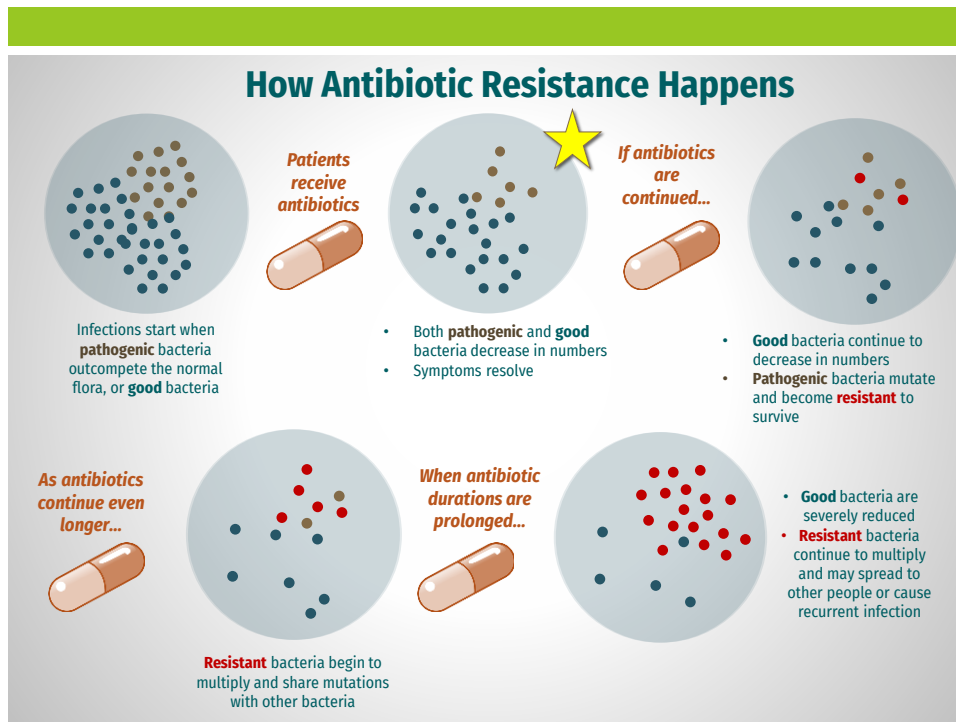 How Antibiotic Resistance Happens
Patients
receive
antibiotics
If antibiotics
are
continued...
Infections start when
pathogenic bacteria
outcompete the normal
flora, or good bacteria
• Both pathogenic and good
bacteria decrease in numbers
• Symptoms resolve
• Good bacteria continue to
decrease in numbers
• Pathogenic bacteria mutate
and become resistant to
survive
As antibiotics
continue even
longer...
When antibiotic
durations are
prolonged...
• Good bacteria are
severely reduced
• Resistant bacteria
continue to multiply
and may spread to
other people or cause
recurrent infection
Resistant bacteria begin to
multiply and share mutations
with other bacteria